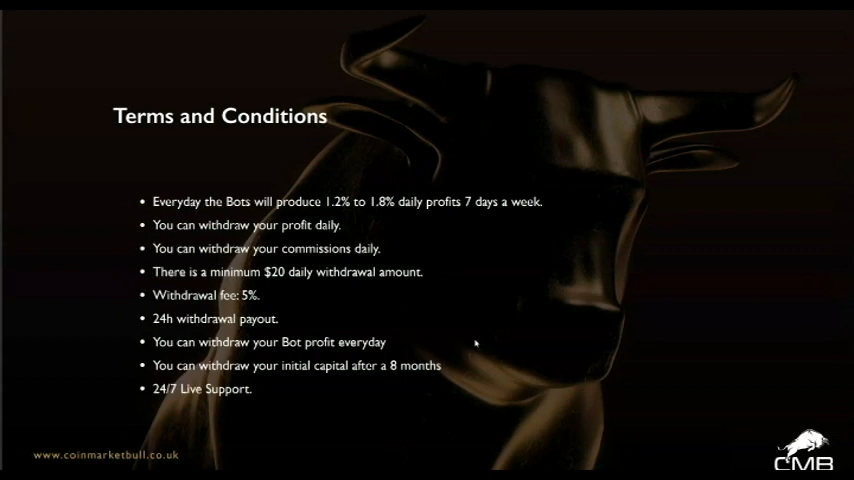 Terms and Conditions
• Everyday the Bots will produce 1.2% to 1.8% daily profits 7 days a week.
• You can withdraw your profit daily.
• You can withdraw your commissions daily.
• There is a minimum $20 daily withdrawal amount.
• Withdrawal fee: 5%.
• 24h withdrawal payout.
• You can withdraw your Bot profit everyday
• You can withdraw your initial capital after a 8 months
• 24/7 Live Support.
www.coinmarketbull.co.uk
CMB